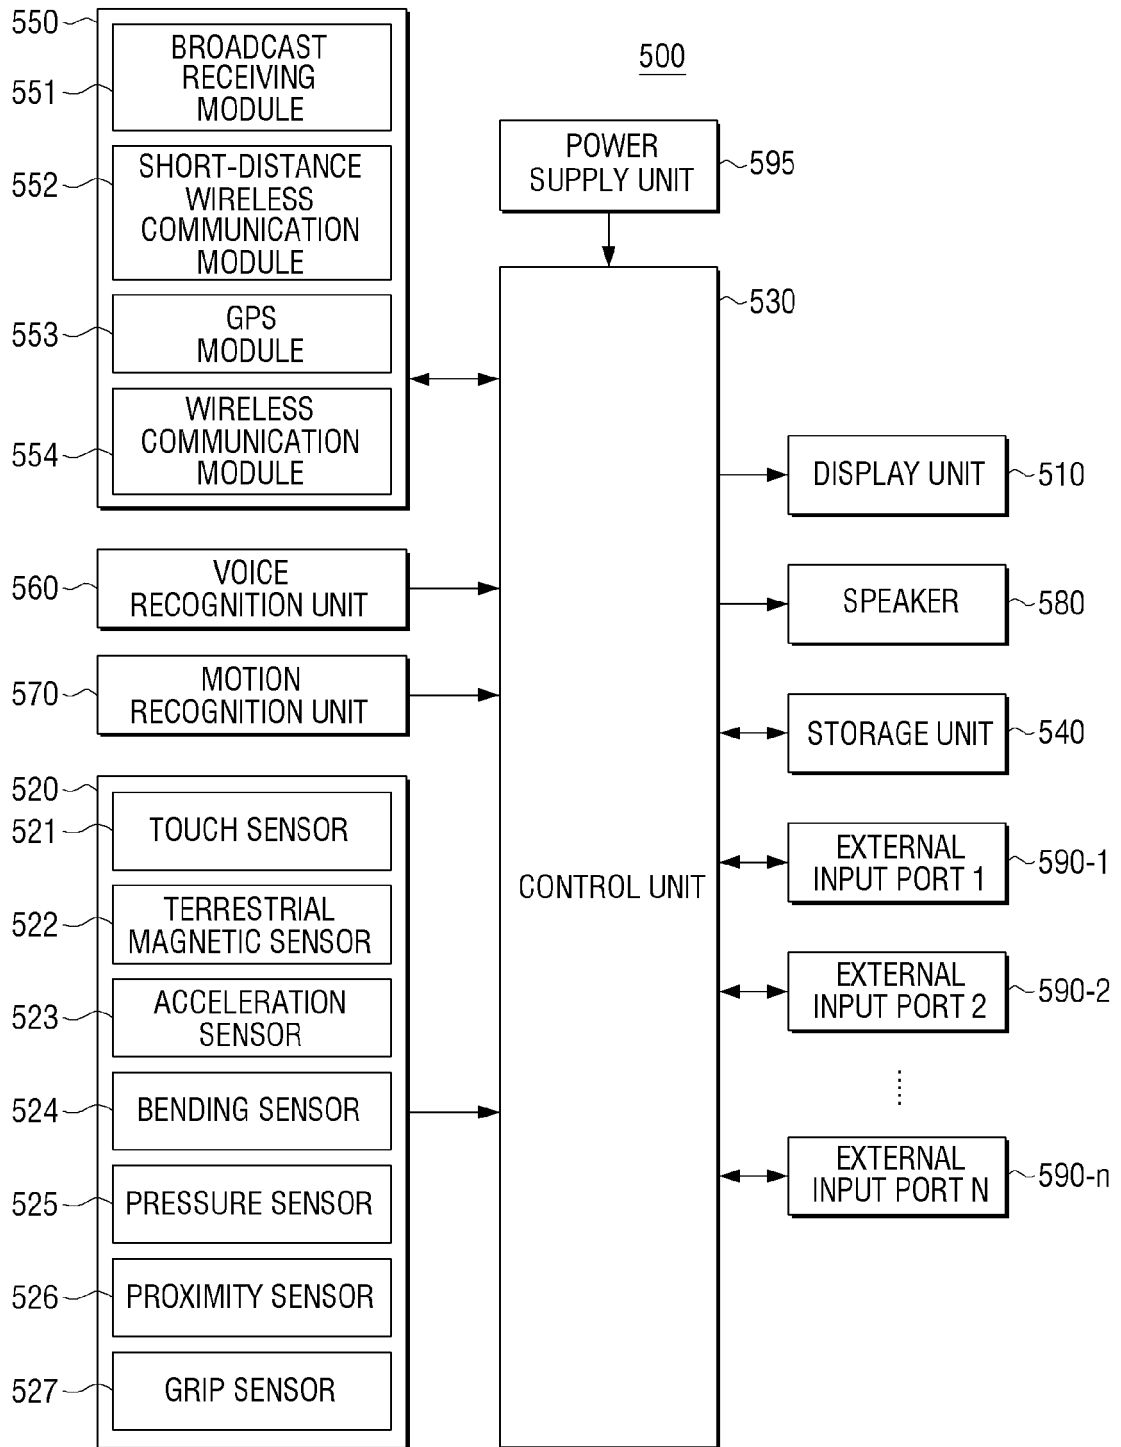 500
550
551
BROADCAST
RECEIVING
MODULE
552
SHORT-DISTANCE
WIRELESS
COMMUNICATION
MODULE
553
GPS
MODULE
554
WIRELESS
COMMUNICATION
MODULE
560
VOICE
RECOGNITION UNIT
570
MOTION
RECOGNITION UNIT
520
521
TOUCH SENSOR
522
TERRESTRIAL
MAGNETIC SENSOR
523
ACCELERATION
SENSOR
524
BENDING SENSOR
525
PRESSURE SENSOR
526
PROXIMITY SENSOR
527
GRIP SENSOR
POWER
SUPPLY UNIT
595
530
CONTROL UNIT
DISPLAY UNIT
510
SPEAKER
580
STORAGE UNIT
540
EXTERNAL
INPUT PORT 1
590-1
EXTERNAL
INPUT PORT 2
590-2
EXTERNAL
INPUT PORT N
590-n